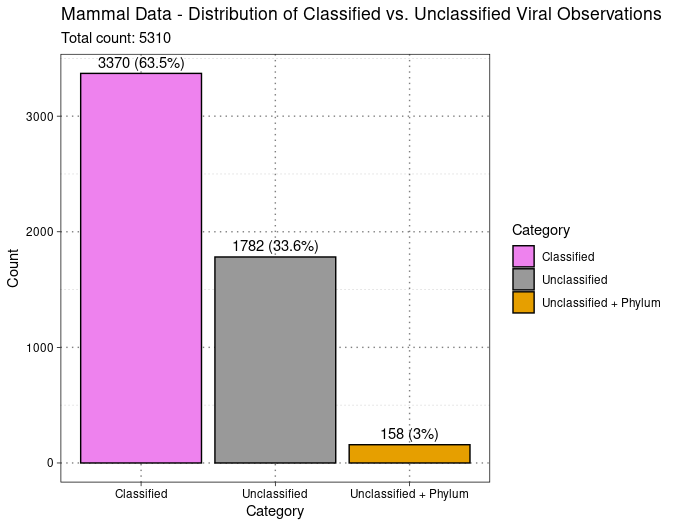 Mammal Data - Distribution of Classified vs. Unclassified Viral Observations
Total count: 5310
3370 (63.5%)
1782 (33.6%)
158 (3%)
3000
2000
1000
0
Count
Classified
Unclassified
Unclassified + Phylum
Category
Category
Classified
Unclassified
Unclassified + Phylum